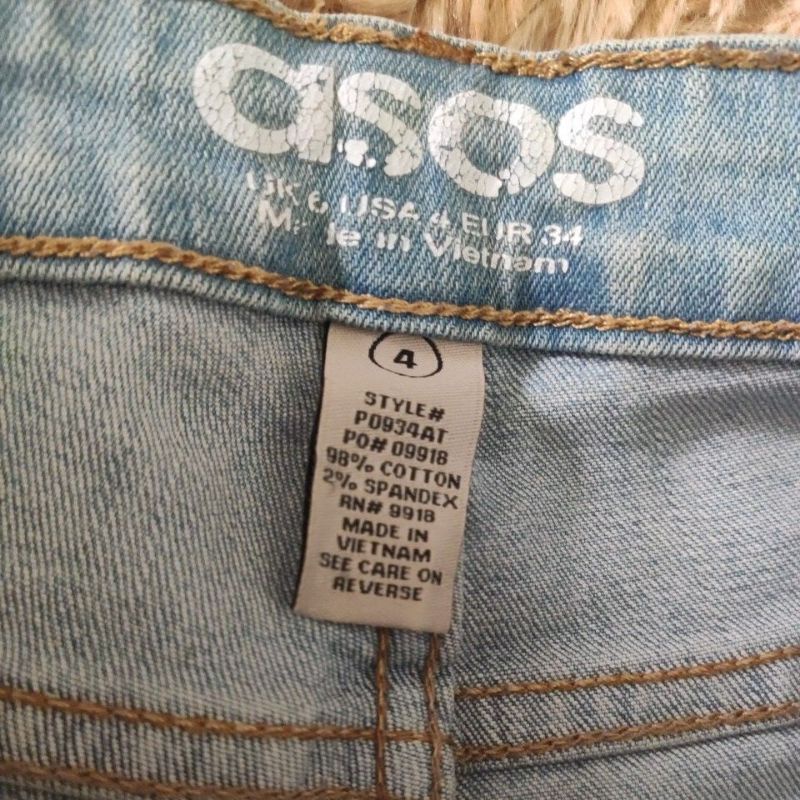 asos
UK 6 USA 4 EUR 34
Made in Vietnam
4
STYLE#
P0934AT
PO# 09918
98% COTTON
2% SPANDEX
RN# 9918
MADE IN
VIETNAM
SEE CARE ON
REVERSE